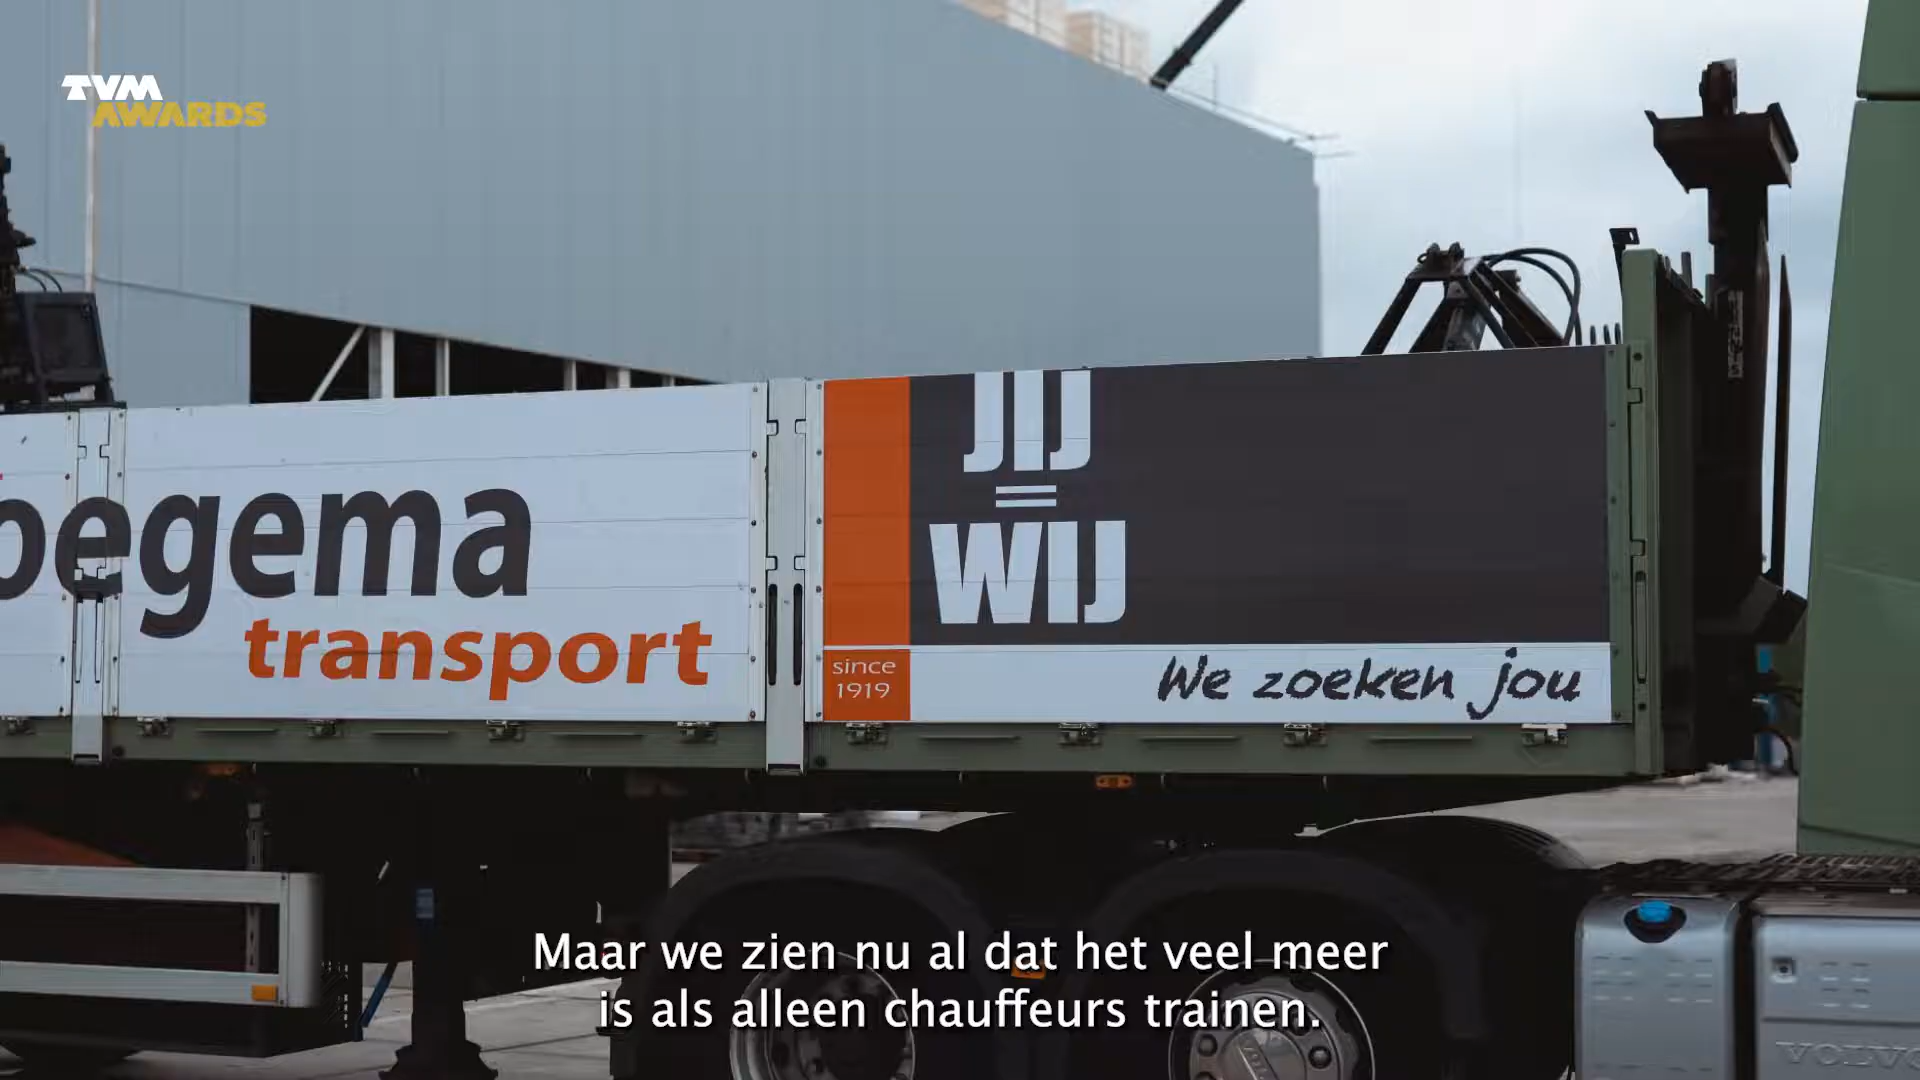 TVM
AWARDS
oegema
transport
JIJ
=
WIJ
since
1919
We zoeken jou
Maar we zien nu al dat het veel meer
is als alleen chauffeurs trainen.
VOLVO